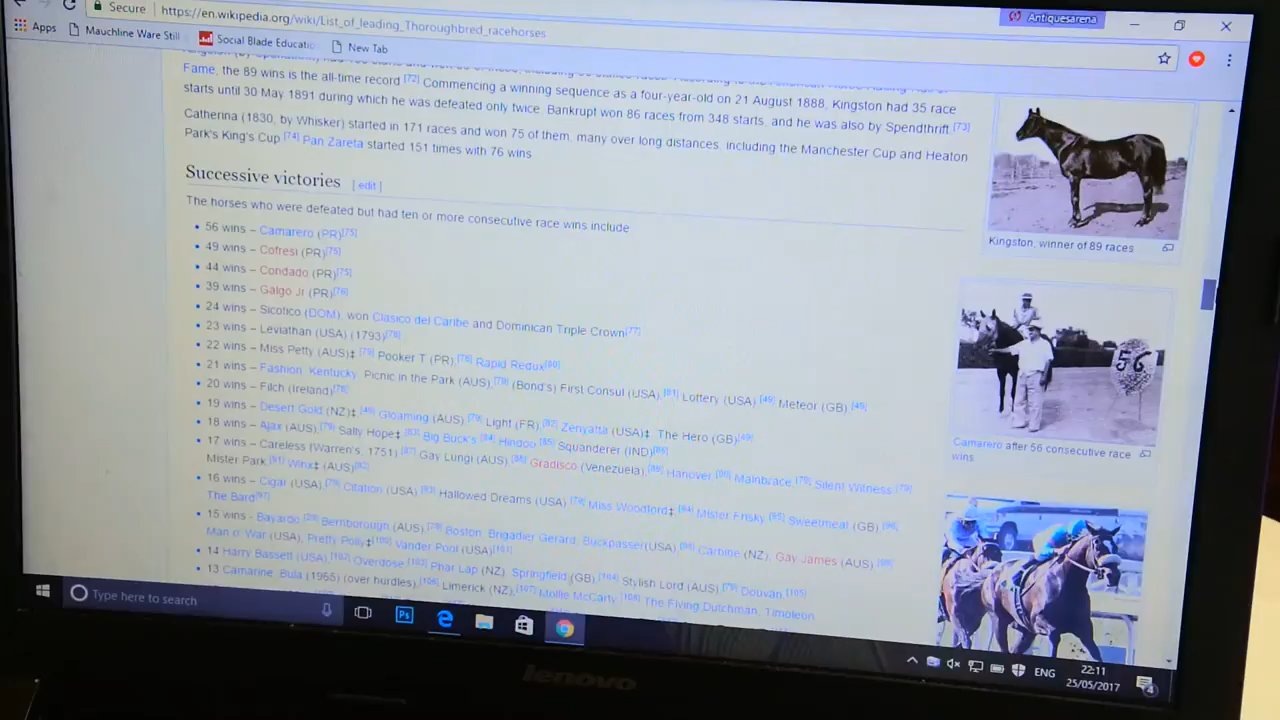 Secure
https://en.wikipedia.org/wiki/List_of_leading_Thoroughbred_racehorses
Antiquesarena
Apps
Mauchline Ware Still
Social Blade Educatio
New Tab
Fame, the 89 wins is the all-time record [72] Commencing a winning sequence as a four-year-old on 21 August 1888, Kingston had 35 race
starts until 30 May 1891 during which he was defeated only twice. Bankrupt won 86 races from 348 starts, and he was also by Spendthrift [73]
Catherina (1830, by Whisker) started in 171 races and won 75 of them, many over long distances, including the Manchester Cup and Heaton
Park's King's Cup [74] Pan Zareta started 151 times with 76 wins
Kingston, winner of 89 races
Successive victories [ edit ]
The horses who were defeated but had ten or more consecutive race wins include
• 56 wins – Camarero (PR)[75]
• 49 wins – Cofresi (PR)[75]
• 44 wins – Condado (PR)[75]
• 39 wins – Galgo Jr (PR)[76]
• 24 wins – Sicotico (DOM), won Clasico del Caribe and Dominican Triple Crown[77]
• 23 wins – Leviathan (USA) (1793)[78]
• 22 wins – Miss Petty (AUS)‡ [79] Pooker T (PR),[78] Rapid Redux[80]
• 21 wins – Fashion, Kentucky, Picnic in the Park (AUS),[79] (Bond's) First Consul (USA),[81] Lottery (USA),[49] Meteor (GB),[49]
• 20 wins – Filch (Ireland)[78]
• 19 wins – Desert Gold (NZ)‡ [46] Gloaming (AUS),[79] Light (FR),[82] Zenyatta (USA)‡, The Hero (GB)[49]
• 18 wins – Ajax (AUS),[79] Sally Hope‡ [83] Big Buck's,[84] Hindoo,[85] Squanderer (IND)[86]
• 17 wins – Careless (Warren's, 1751),[87] Gay Lungi (AUS),[88] Gradisco (Venezuela),[89] Hanover,[90] Mainbrace,[79] Silent Witness,[79]
Mister Park,[91] Winx‡ (AUS)[92]
• 16 wins – Cigar (USA),[79] Citation (USA),[93] Hallowed Dreams (USA),[79] Miss Woodford‡,[94] Mister Frisky,[95] Sweetmeat (GB),[96]
The Bard[97]
• 15 wins - Bayardo,[28] Bernborough (AUS),[79] Boston, Brigadier Gerard, Buckpasser(USA),[98] Carbine (NZ), Gay James (AUS)
Man o' War (USA), Pretty Polly‡[100] Vander Pool (USA)[101]
• 14 Harry Bassett (USA),[102] Overdose,[103] Phar Lap (NZ), Springfield (GB),[104] Stylish Lord (AUS),[79] Douvan,[105]
• 13 Camarine, Bula (1965) (over hurdles),[106] Limerick (NZ),[107] Mollie McCarty,[108] The Flying Dutchman, Timoleon
56
Camarero after 56 consecutive race
wins
Type here to search
Ps
ENG
22:11
25/05/2017
4
lenovo